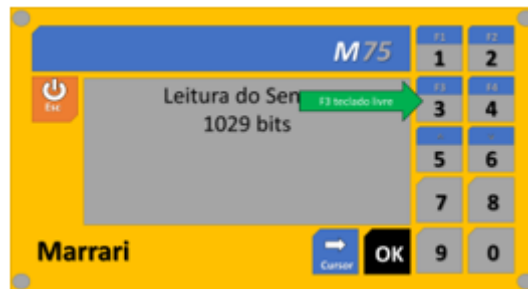 M75
Esc
Leitura do Sen
1029 bits
F3 teclado livre
F1 F2
1 2
F3 F4
3 4
5 6
7 8
9 0
Marrari
Cursor
OK